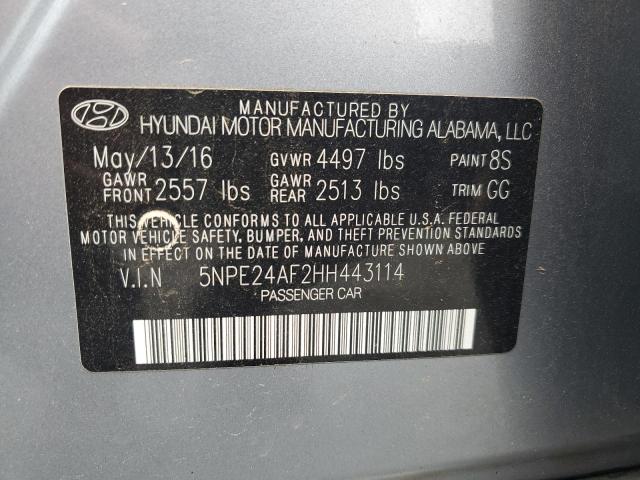 MANUFACTURED BY
HYUNDAI MOTOR MANUFACTURING ALABAMA, LLC
May/13/16 GVWR 4497 lbs PAINT 8S
GAWR FRONT 2557 lbs GAWR REAR 2513 lbs TRIM GG
THIS VEHICLE CONFORMS TO ALL APPLICABLE U.S.A. FEDERAL
MOTOR VEHICLE SAFETY, BUMPER, AND THEFT PREVENTION STANDARDS
IN EFFECT ON THE DATE OF MANUFACTURE SHOWN ABOVE
V.I.N 5NPE24AF2HH443114
PASSENGER CAR